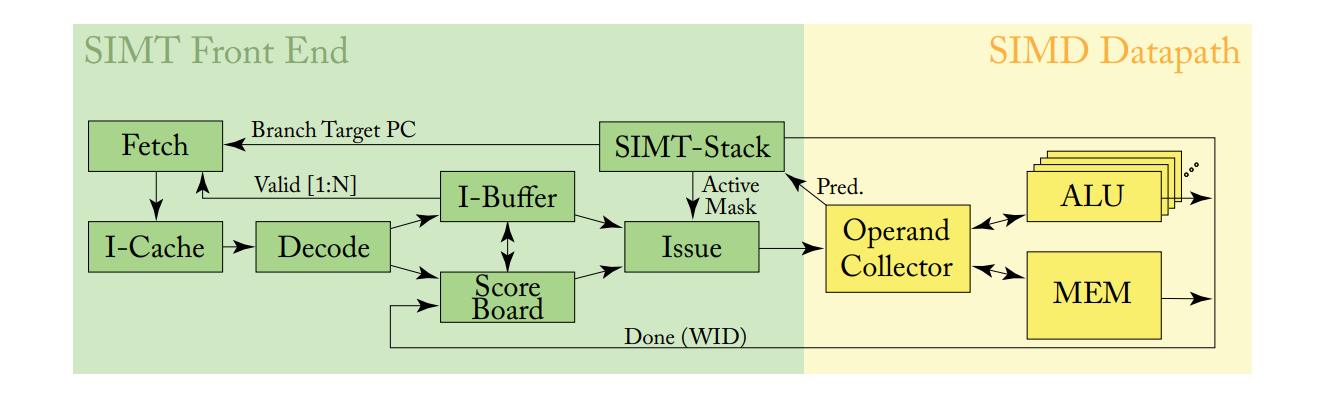 SIMT Front End
SIMD Datapath
Fetch
Branch Target PC
SIMT-Stack
Valid [1:N]
I-Buffer
Active
Mask
Pred.
ALU
I-Cache
Decode
Issue
Operand
Collector
Score
Board
MEM
Done (WID)